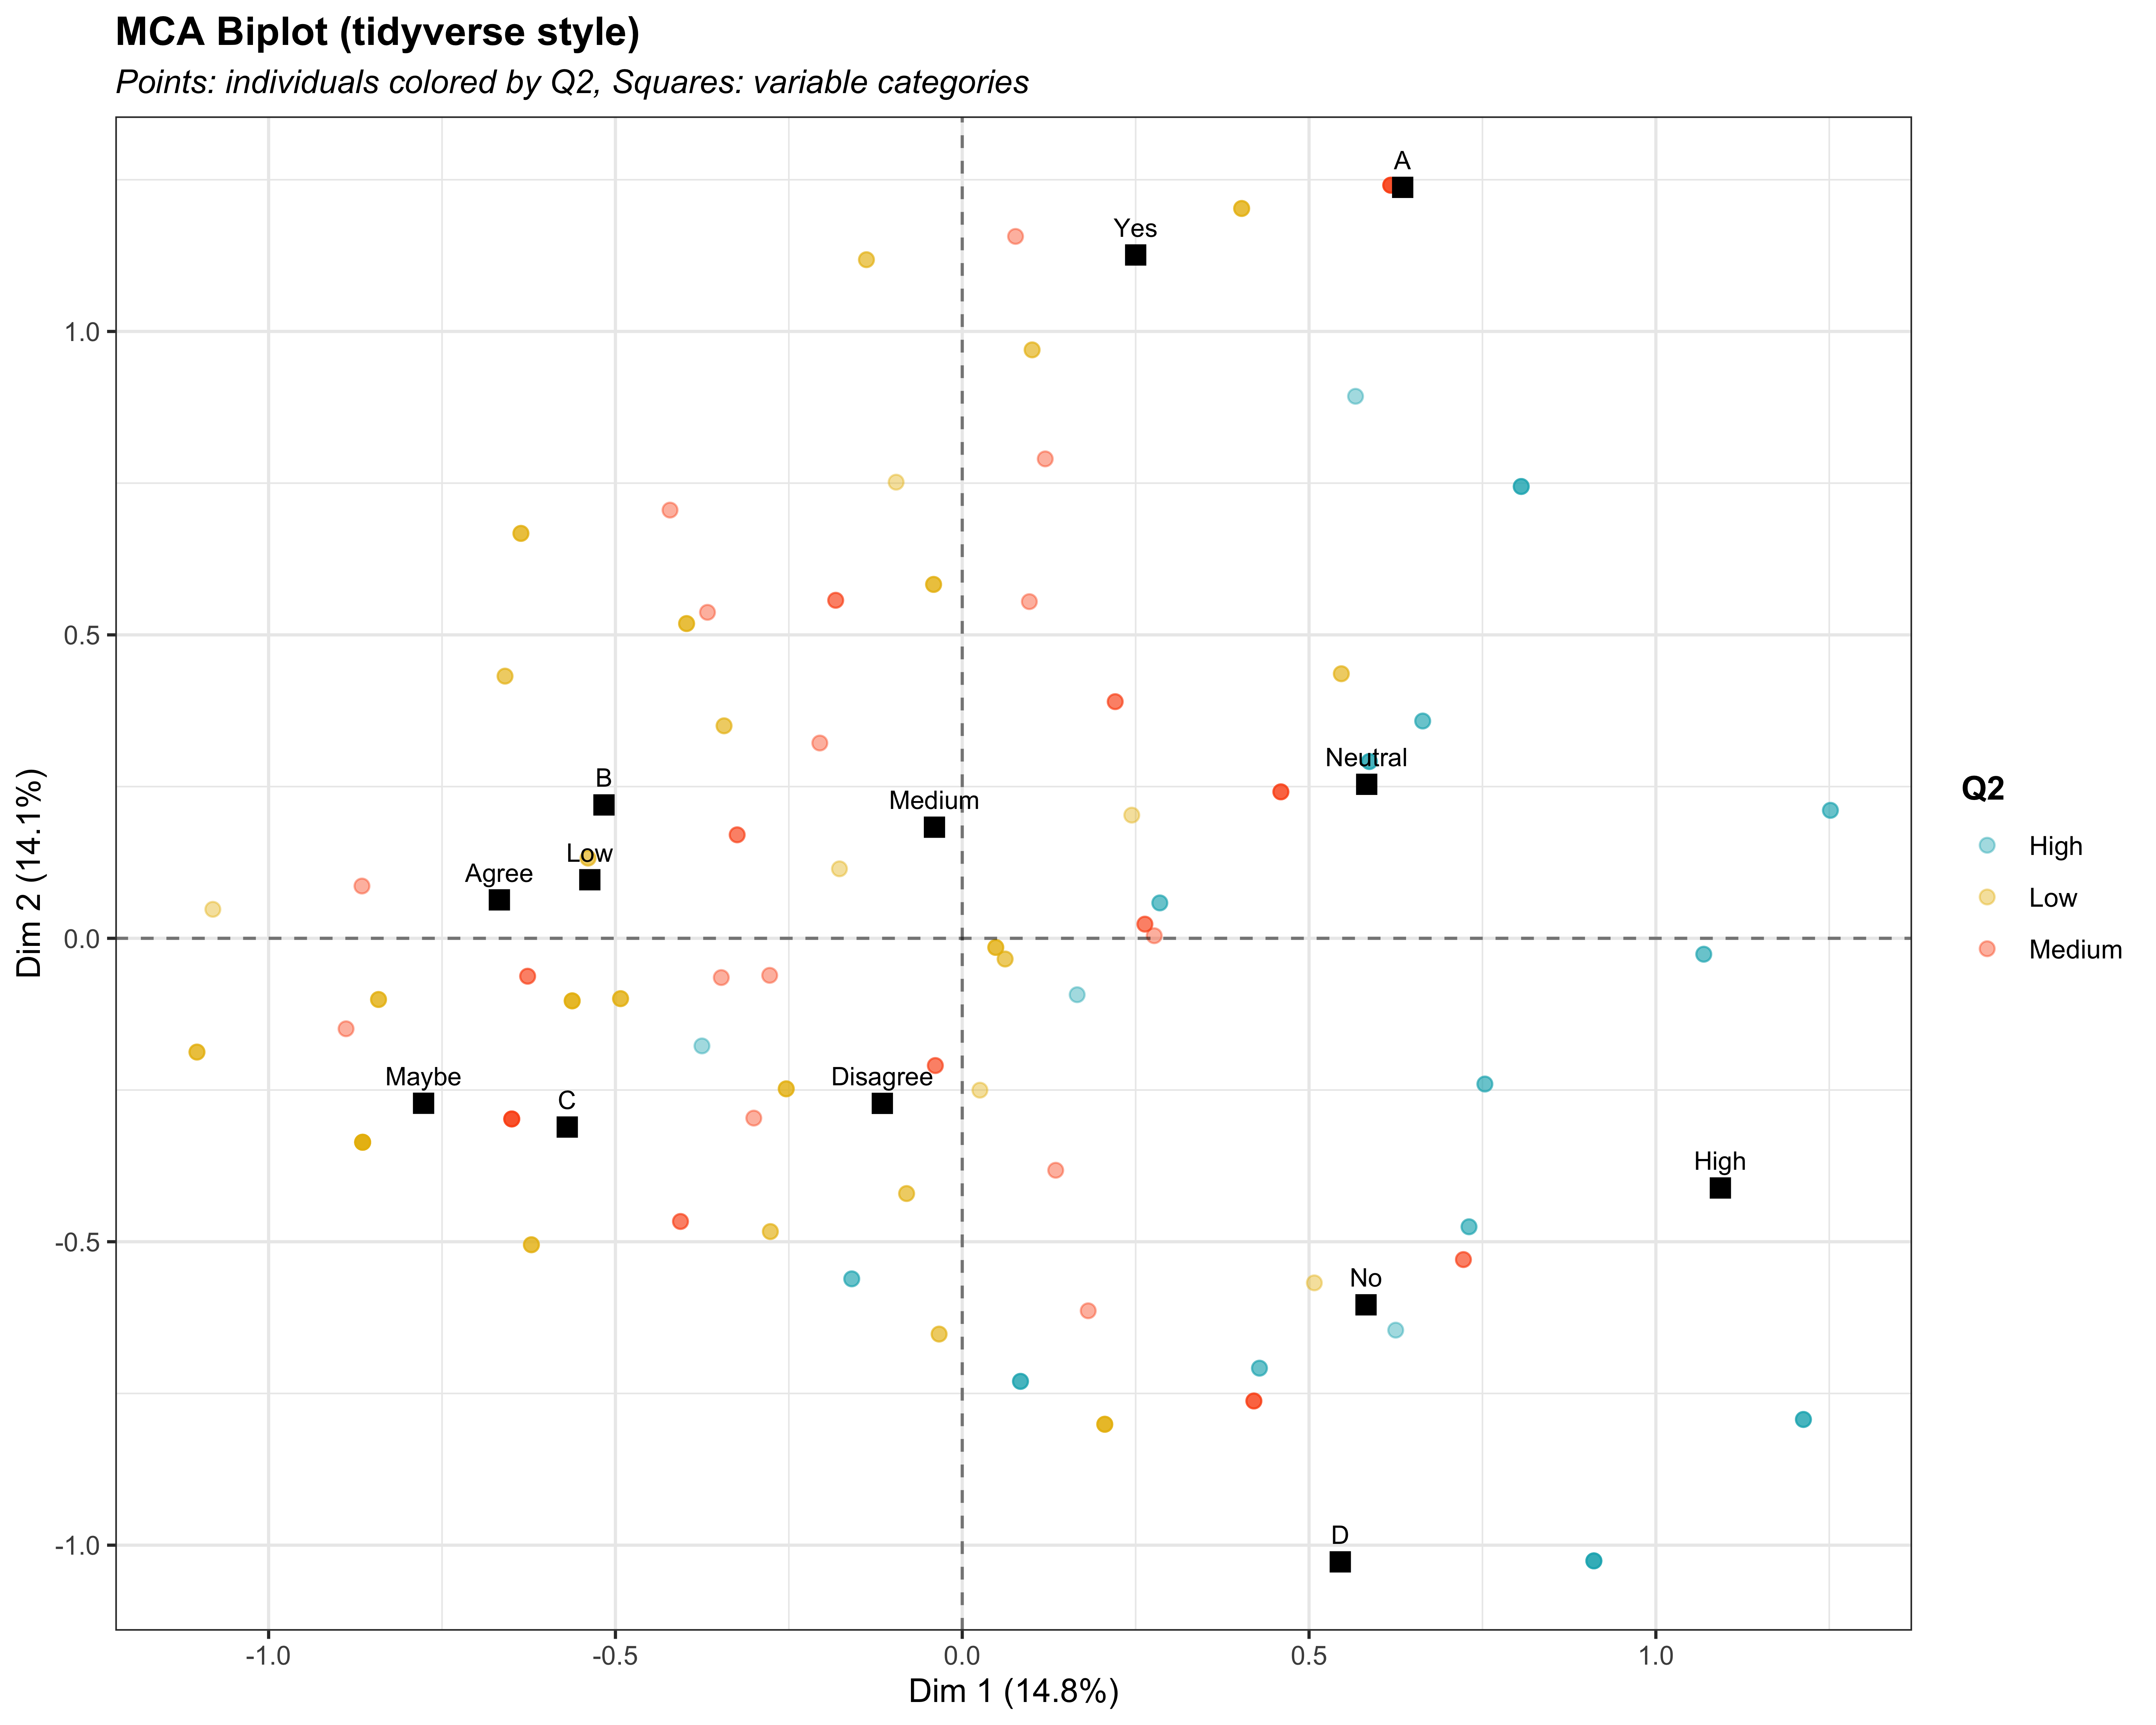 MCA Biplot (tidyverse style)
Points: individuals colored by Q2, Squares: variable categories
A
Yes
1.0
0.5
Neutral
B
Medium
Low
Agree
0.0
Maybe
Disagree
C
High
-0.5
No
D
-1.0
-1.0
-0.5
0.0
0.5
1.0
Dim 1 (14.8%)
Dim 2 (14.1%)
Q2
High
Low
Medium